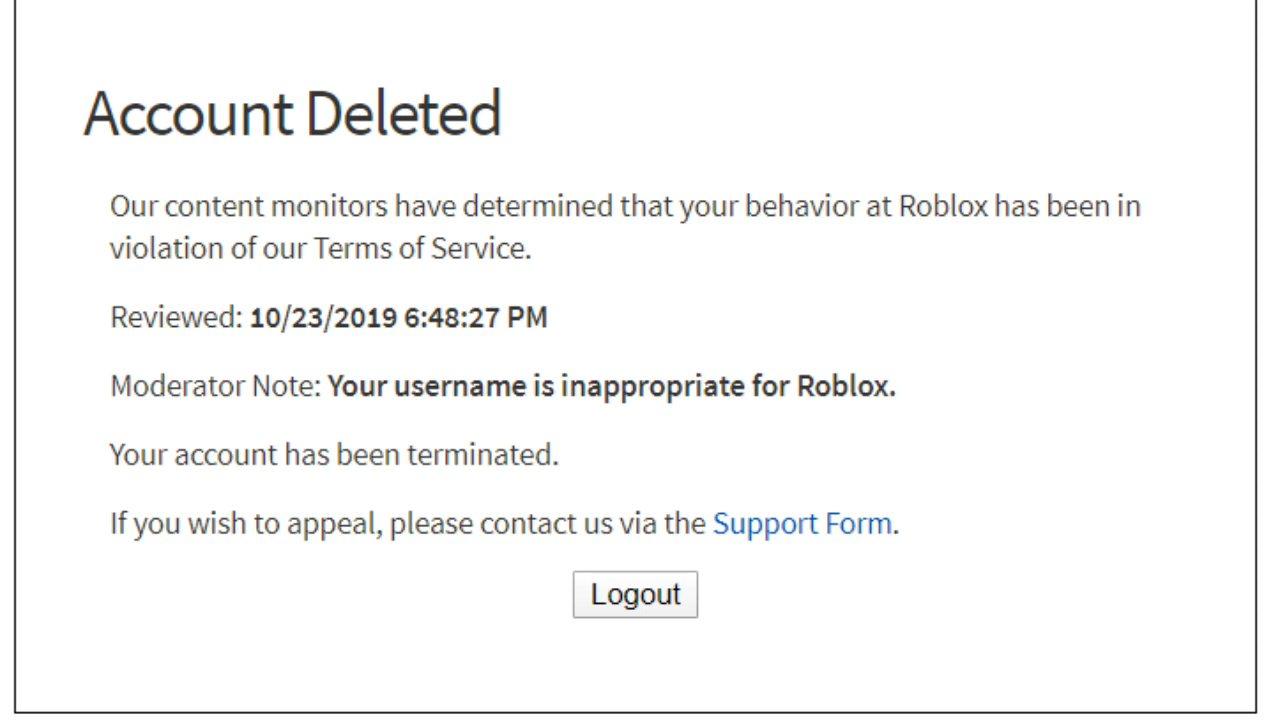 Account Deleted
Our content monitors have determined that your behavior at Roblox has been in
violation of our Terms of Service.
Reviewed: 10/23/2019 6:48:27 PM
Moderator Note: Your username is inappropriate for Roblox.
Your account has been terminated.
If you wish to appeal, please contact us via the Support Form.
Logout